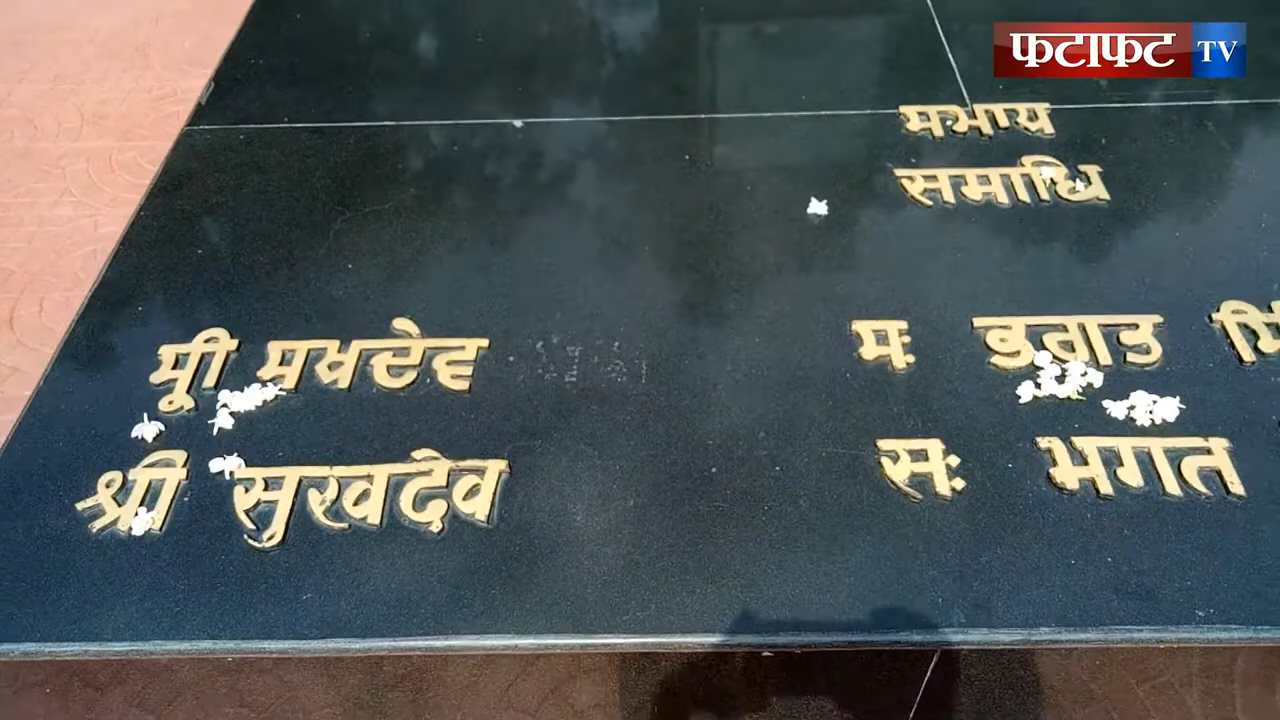 फटाफट TV
ਸਮਾਧ
समाधि
ਸ੍ਰੀ ਸੁਖਦੇਵ
श्री सुखदेव
ਸਃ ਭਗਤ
सः भगत